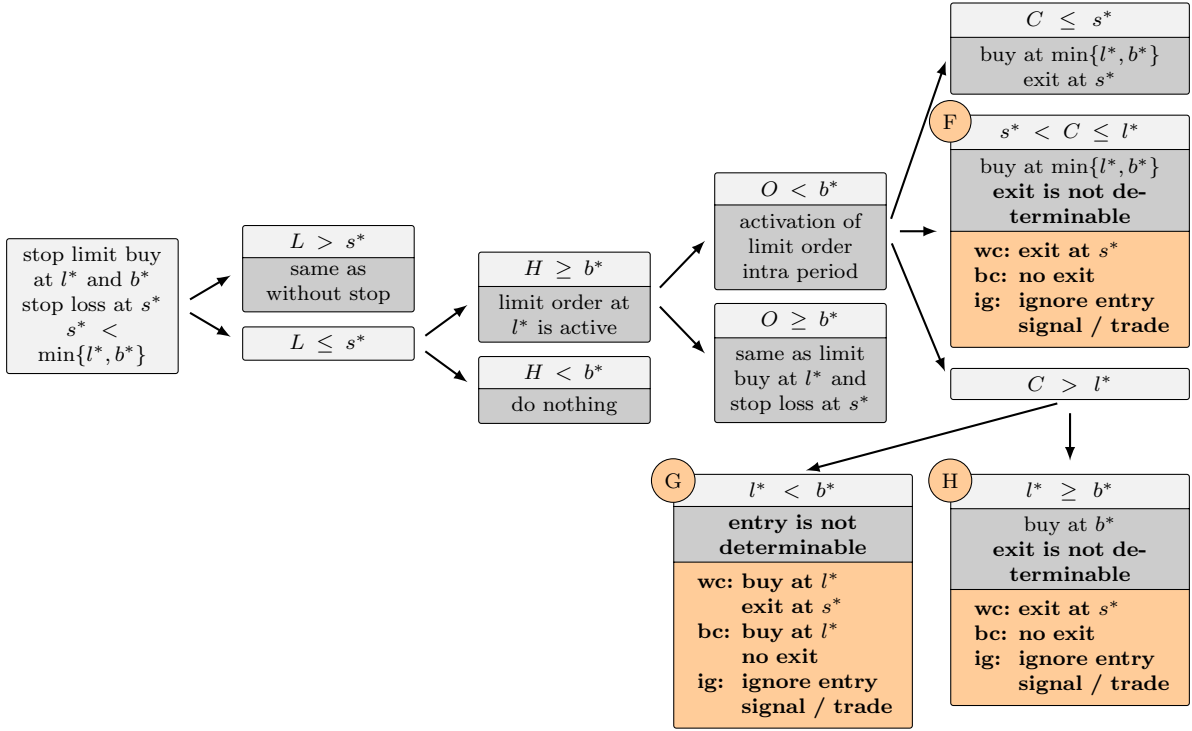 stop limit buy
at l* and b*
stop loss at s*
s* <
min{l*, b*}
L > s*
same as
without stop
L ≤ s*
H ≥ b*
limit order at
l* is active
H < b*
do nothing
O < b*
activation of
limit order
intra period
O ≥ b*
same as limit
buy at l* and
stop loss at s*
C ≤ s*
buy at min{l*, b*}
exit at s*
F
s* < C ≤ l*
buy at min{l*, b*}
exit is not de-
terminable
wc: exit at s*
bc: no exit
ig: ignore entry
signal / trade
C > l*
G
l* < b*
entry is not
determinable
wc: buy at l*
exit at s*
bc: buy at l*
no exit
ig: ignore entry
signal / trade
H
l* ≥ b*
buy at b*
exit is not de-
terminable
wc: exit at s*
bc: no exit
ig: ignore entry
signal / trade